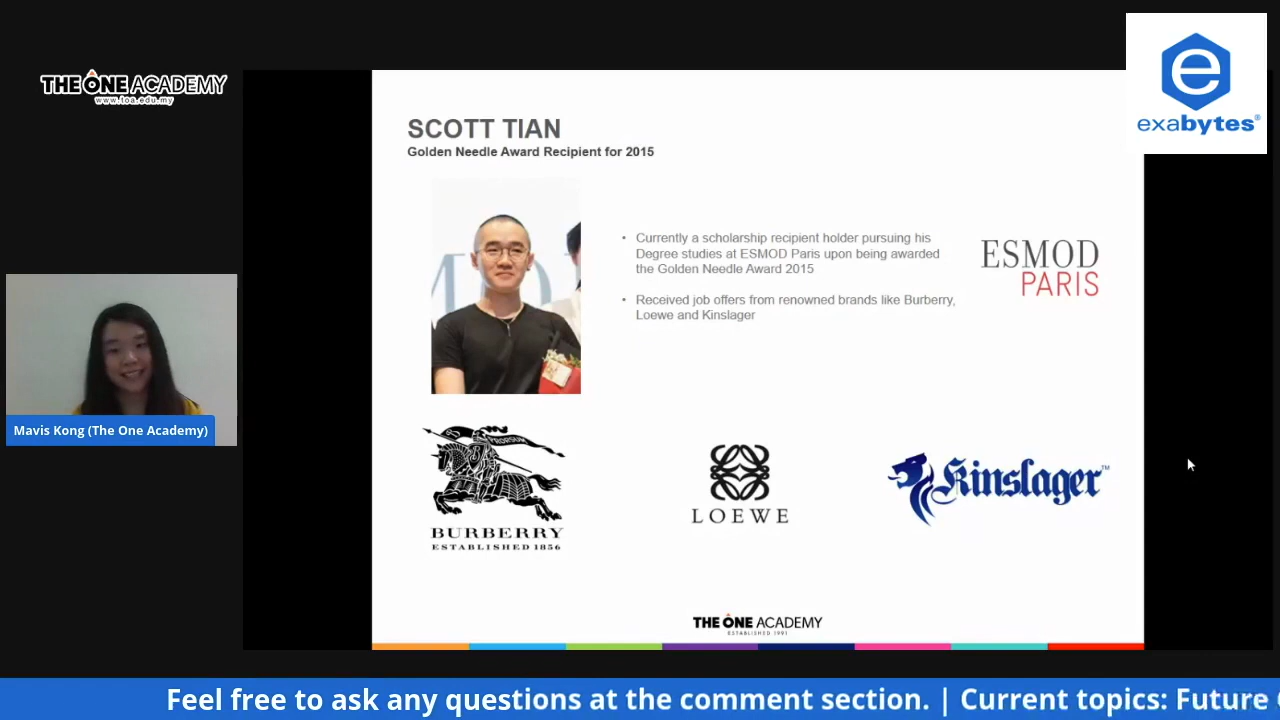 THE ONE ACADEMY
www.toa.edu.my
e
exabytes®
SCOTT TIAN
Golden Needle Award Recipient for 2015
• Currently a scholarship recipient holder pursuing his
Degree studies at ESMOD Paris upon being awarded
the Golden Needle Award 2015
• Received job offers from renowned brands like Burberry,
Loewe and Kinslager
ESMOD
PARIS
Mavis Kong (The One Academy)
PRORSUM
BURBERRY
ESTABLISHED 1856
LOEWE
Kinslager™
THE ONE ACADEMY
ESTABLISHED 1991
Feel free to ask any questions at the comment section. | Current topics: Future